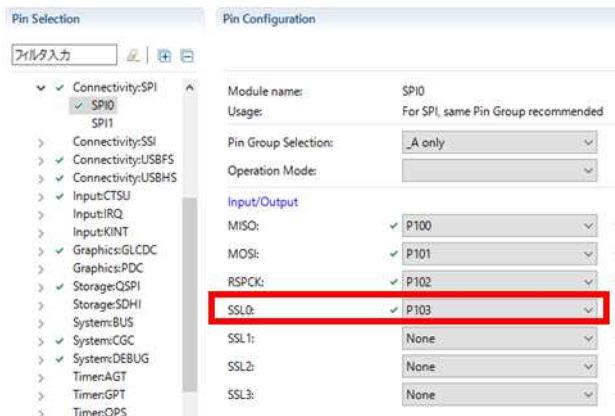 Pin Selection
フィルタ入力
Connectivity:SPI
SPI0
SPI1
Connectivity:SSI
Connectivity:USBFS
Connectivity:USBHS
Input:CTSU
Input:IRQ
Input:KINT
Graphics:GLCDC
Graphics:PDC
Storage:QSPI
Storage:SDHI
System:BUS
System:CGC
System:DEBUG
Timer:AGT
Timer:GPT
Timer:OPS
Pin Configuration
Module name: SPI0
Usage: For SPI, same Pin Group recommended
Pin Group Selection: _A only
Operation Mode:
Input/Output
MISO: P100
MOSI: P101
RSPCK: P102
SSL0: P103
SSL1: None
SSL2: None
SSL3: None